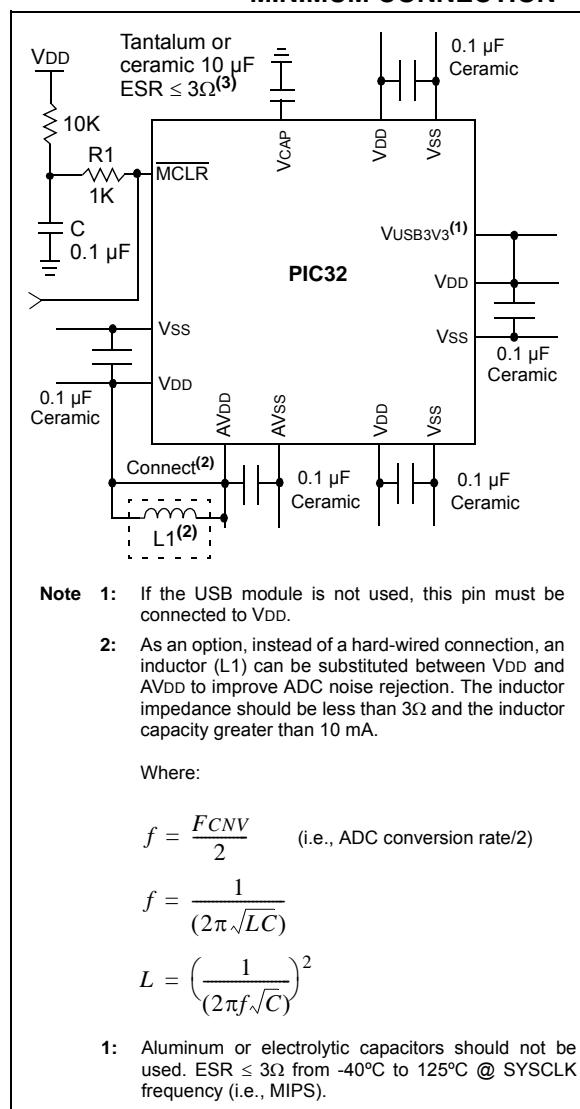 MINIMUM CONNECTION
VDD
Tantalum or
ceramic 10 µF
ESR ≤ 3Ω(3)
0.1 µF
Ceramic
10K
R1
1K
MCLR
VCAP
VDD
VSS
C
0.1 µF
VUSB3V3(1)
PIC32
VDD
VSS
VSS
VDD
0.1 µF
Ceramic
0.1 µF
Ceramic
AVDD
AVSS
VDD
VSS
Connect(2)
0.1 µF
Ceramic
0.1 µF
Ceramic
L1(2)
Note 1: If the USB module is not used, this pin must be
connected to VDD.
2: As an option, instead of a hard-wired connection, an
inductor (L1) can be substituted between VDD and
AVDD to improve ADC noise rejection. The inductor
impedance should be less than 3Ω and the inductor
capacity greater than 10 mA.
Where:
f = FCNV / 2 (i.e., ADC conversion rate/2)
f = 1 / (2π√LC)
L = (1 / (2πf√C))²
1: Aluminum or electrolytic capacitors should not be
used. ESR ≤ 3Ω from -40ºC to 125ºC @ SYSCLK
frequency (i.e., MIPS).